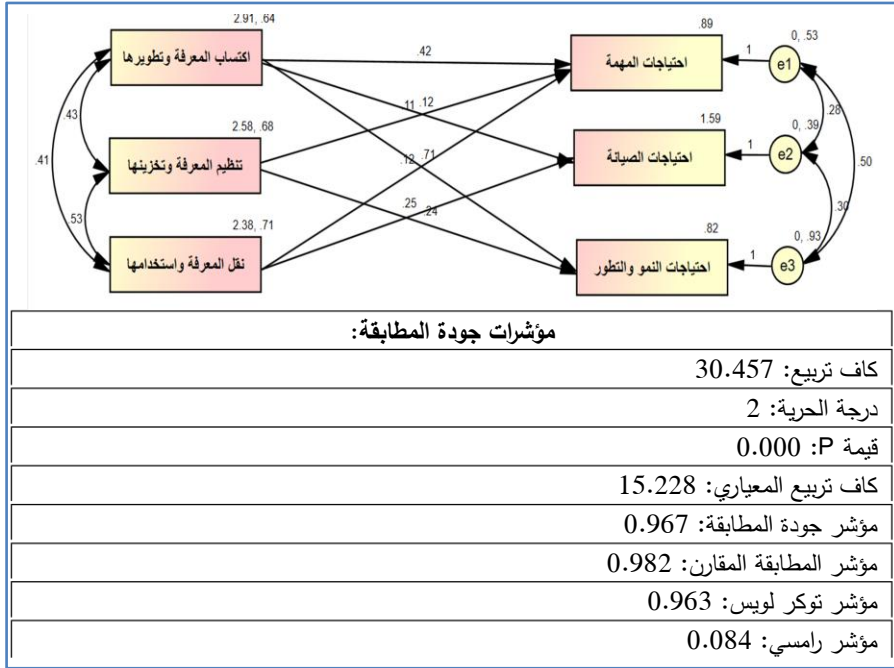 2.91, .64
اكتساب المعرفة وتطويرها
.42
.89
احتياجات المهمة
1
0, .53
e1
.43
.11
.12
.28
.41
2.58, .68
تنظيم المعرفة وتخزينها
.12
.71
1.59
احتياجات الصيانة
1
0, .39
e2
.50
.53
.25
.24
.30
2.38, .71
نقل المعرفة واستخدامها
.82
احتياجات النمو والتطور
1
0, .93
e3
مؤشرات جودة المطابقة:
كاف تربيع: 30.457
درجة الحرية: 2
قيمة P: 0.000
كاف تربيع المعياري: 15.228
مؤشر جودة المطابقة: 0.967
مؤشر المطابقة المقارن: 0.982
مؤشر توكر لويس: 0.963
مؤشر رامسي: 0.084